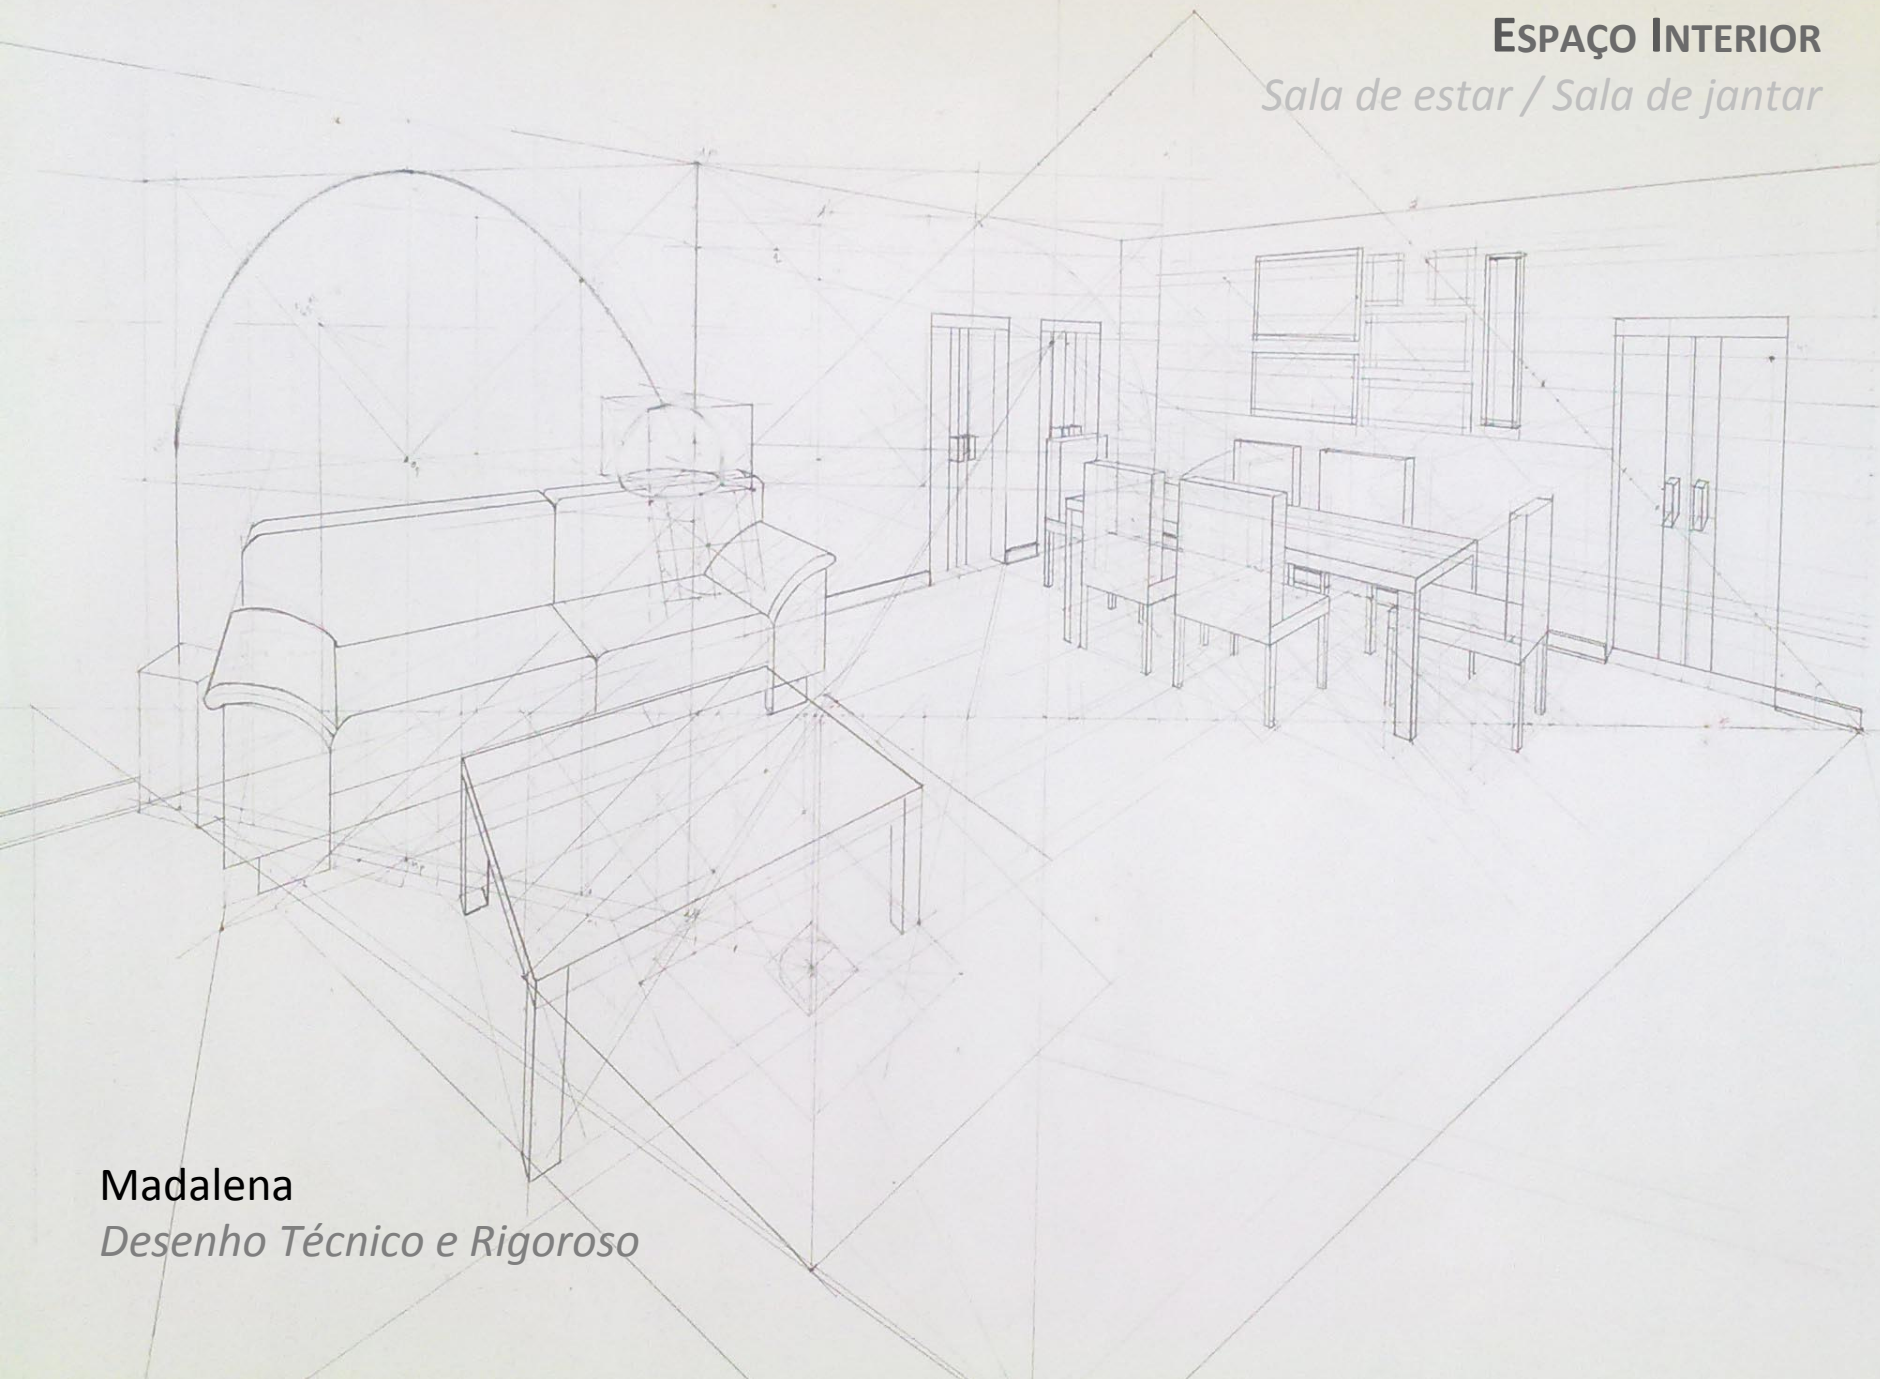 ESPAÇO INTERIOR
Sala de estar / Sala de jantar
Madalena
Desenho Técnico e Rigoroso